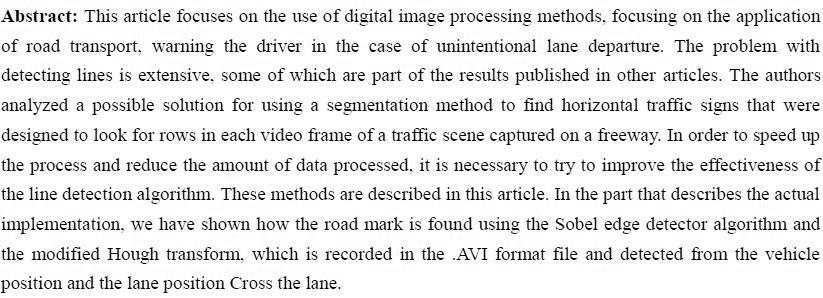 Abstract: This article focuses on the use of digital image processing methods, focusing on the application
of road transport, warning the driver in the case of unintentional lane departure. The problem with
detecting lines is extensive, some of which are part of the results published in other articles. The authors
analyzed a possible solution for using a segmentation method to find horizontal traffic signs that were
designed to look for rows in each video frame of a traffic scene captured on a freeway. In order to speed up
the process and reduce the amount of data processed, it is necessary to try to improve the effectiveness of
the line detection algorithm. These methods are described in this article. In the part that describes the actual
implementation, we have shown how the road mark is found using the Sobel edge detector algorithm and
the modified Hough transform, which is recorded in the .AVI format file and detected from the vehicle
position and the lane position Cross the lane.